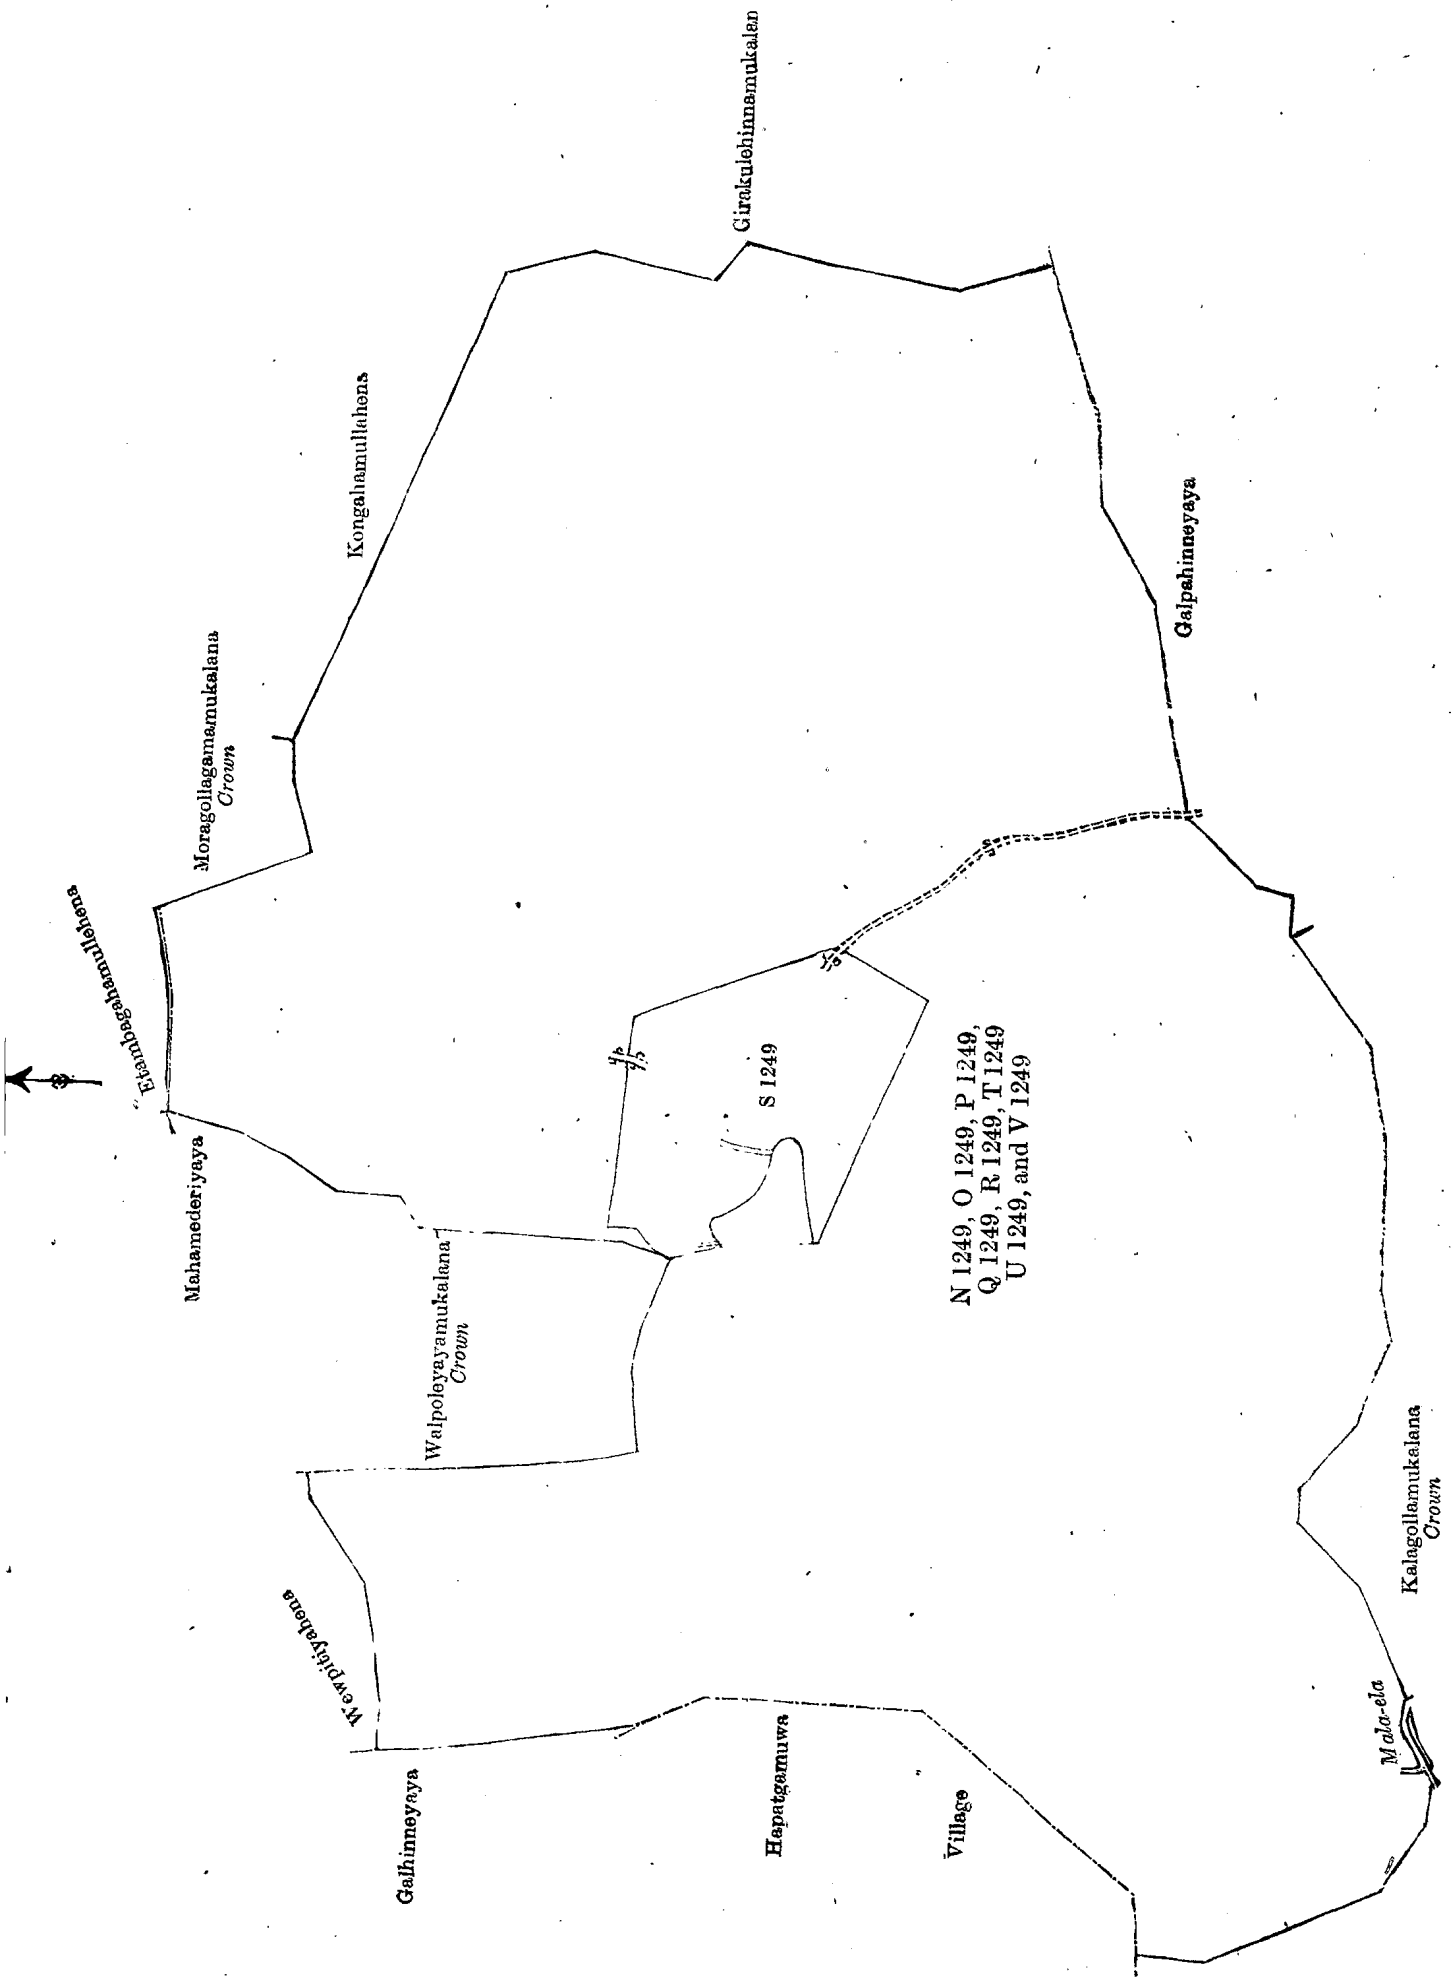 Etambagahamullehena
Mahamederiyaya
Moragollagamamukalana
Crown
Kongahamullahena
Girakulehinnamukalan
Walpoleyayamukalana
Crown
Wewpitiyahena
Galhinneyaya
Hapatgamuwa
Village
S 1249
N 1249, O 1249, P 1249,
Q 1249, R 1249, T 1249
U 1249, and V 1249
Galpahinneyaya
Kalagollamukalana
Crown
Mala-ela